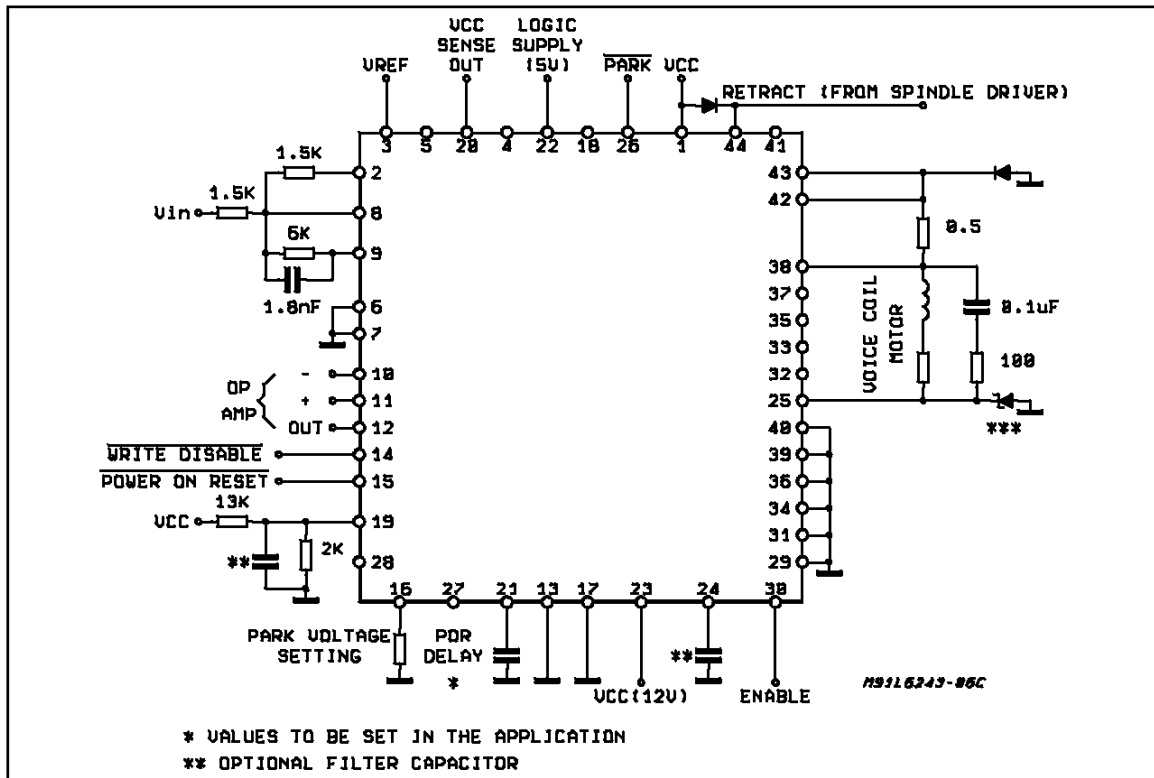 VCC SENSE OUT
LOGIC SUPPLY (5V)
VREF
PARK
VCC
RETRACT (FROM SPINDLE DRIVER)
3 5 20 4 22 18 26 1 44 41
1.5K
2
43
1.5K
Vin
8
42
6K
9
0.5
1.8nF
38
6
37
7
35
VOICE COIL MOTOR
0.1uF
33
OP AMP
- 10
32
100
+ 11
25
OUT 12
40
***
WRITE DISABLE
14
39
POWER ON RESET
15
36
13K
VCC
19
34
**
2K
31
28
29
16 27 21 13 17 23 24 30
PARK VOLTAGE SETTING
POR DELAY
*
**
VCC(12V)
ENABLE
M91L6243-06C
* VALUES TO BE SET IN THE APPLICATION
** OPTIONAL FILTER CAPACITOR